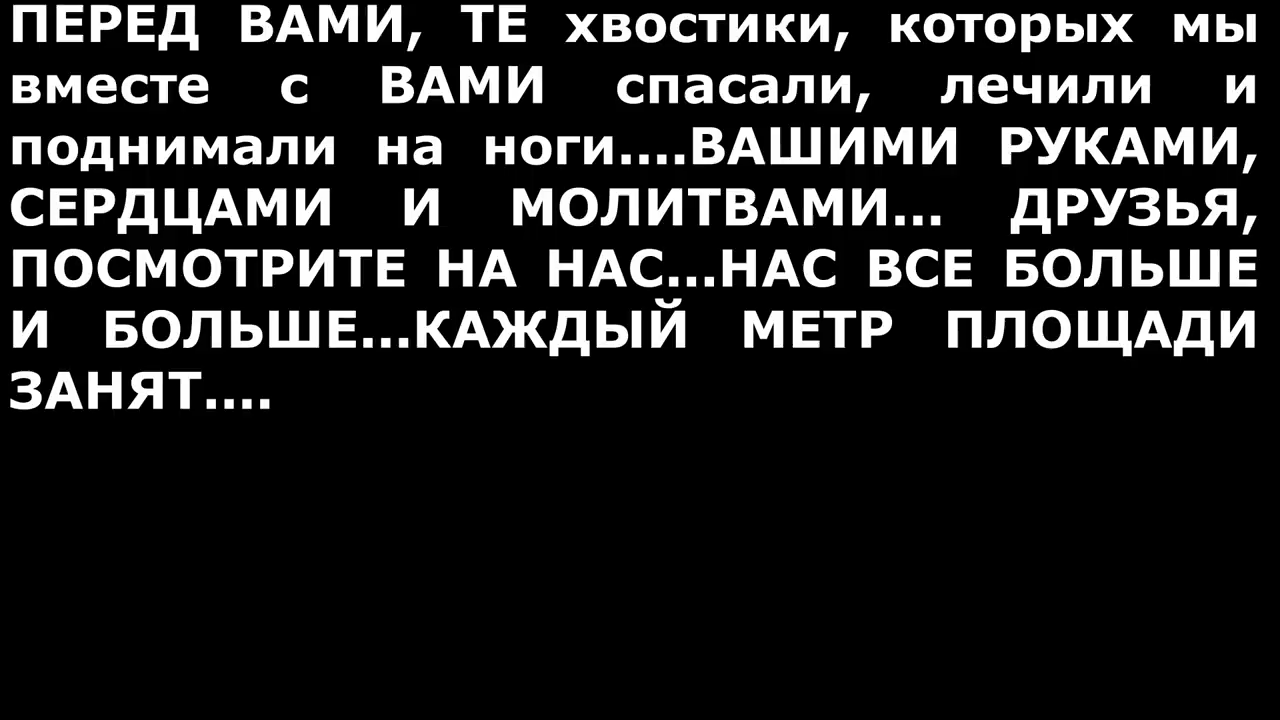 ПЕРЕД ВАМИ, ТЕ хвостики, которых мы
вместе с ВАМИ спасали, лечили и
поднимали на ноги....ВАШИМИ РУКАМИ,
СЕРДЦАМИ И МОЛИТВАМИ... ДРУЗЬЯ,
ПОСМОТРИТЕ НА НАС...НАС ВСЕ БОЛЬШЕ
И БОЛЬШЕ...КАЖДЫЙ МЕТР ПЛОЩАДИ
ЗАНЯТ....